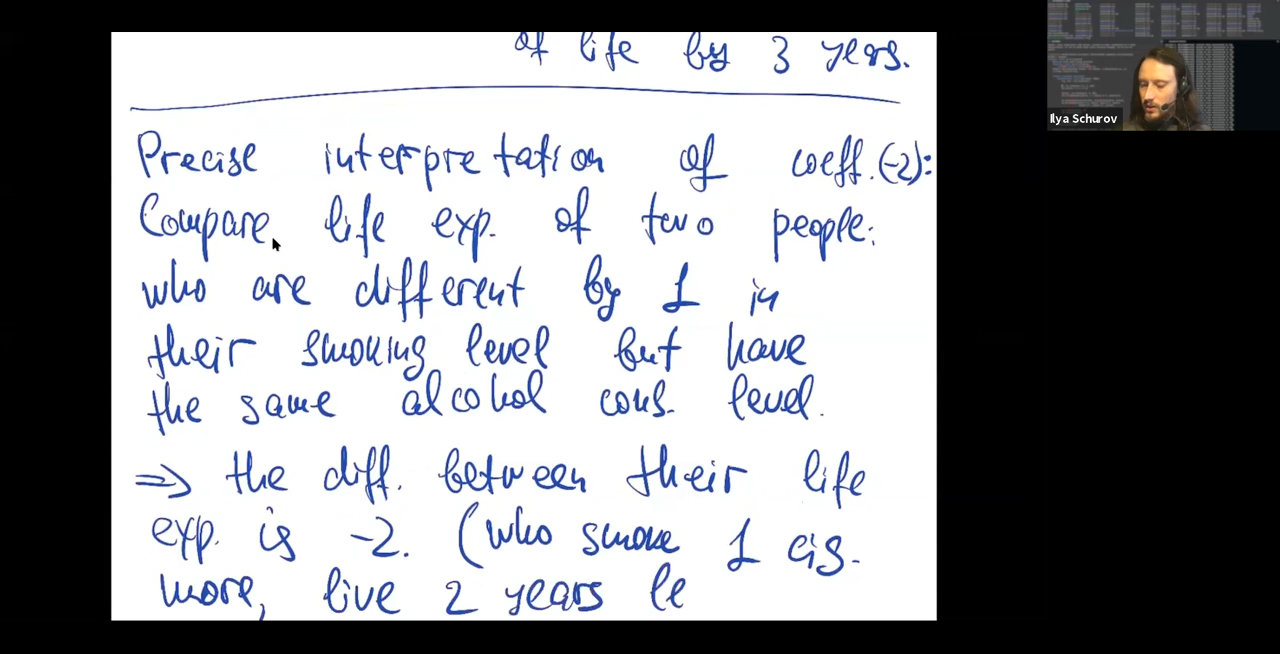 of life by 3 yers.
Precise interpretation of coeff. (-2):
Compare life exp. of two people:
who are different by 1 in
their smoking level but have
the same alcohol cons. level.
⇒ the diff. between their life
exp. is -2. (who smoke 1 cig.
more, live 2 years le
Ilya Schurov